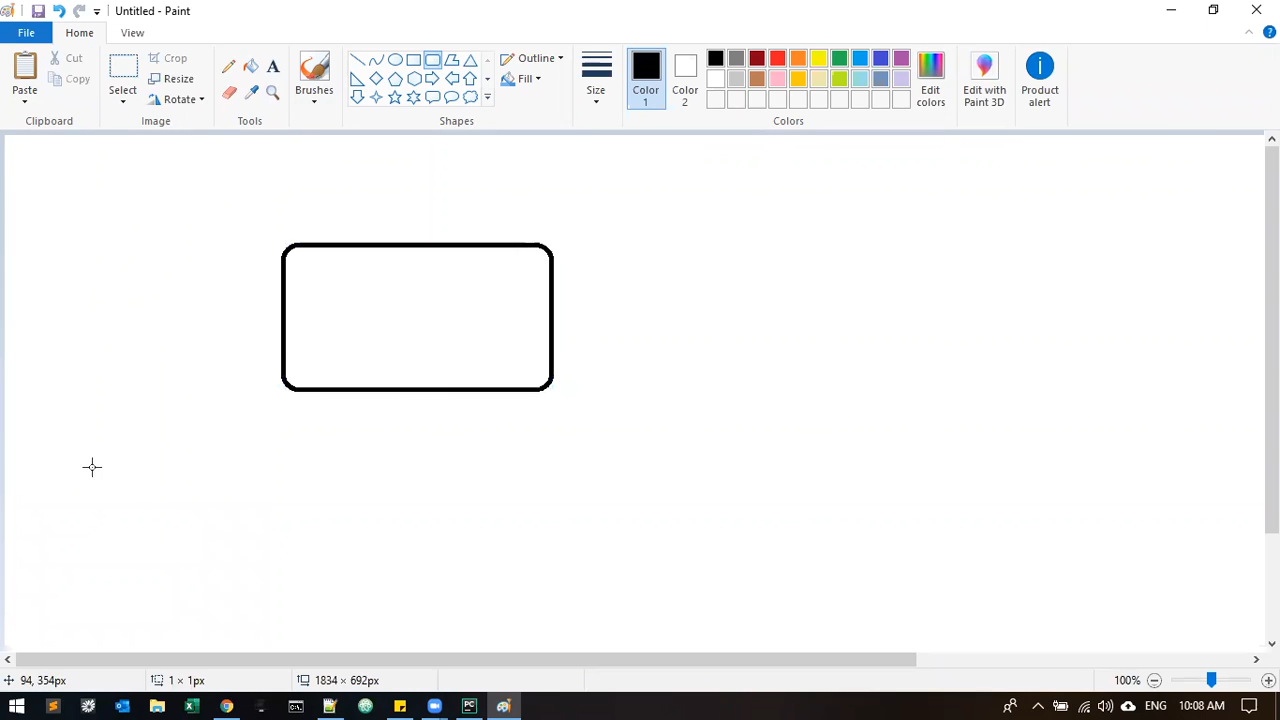 Untitled - Paint
File
Home
View
Paste
Cut
Copy
Clipboard
Select
Crop
Resize
Rotate
Image
A
Tools
Brushes
Outline
Fill
Shapes
Size
Color 1
Color 2
Colors
Edit colors
Edit with Paint 3D
Product alert
94, 354px
1 × 1px
1834 × 692px
100%
ENG
10:08 AM